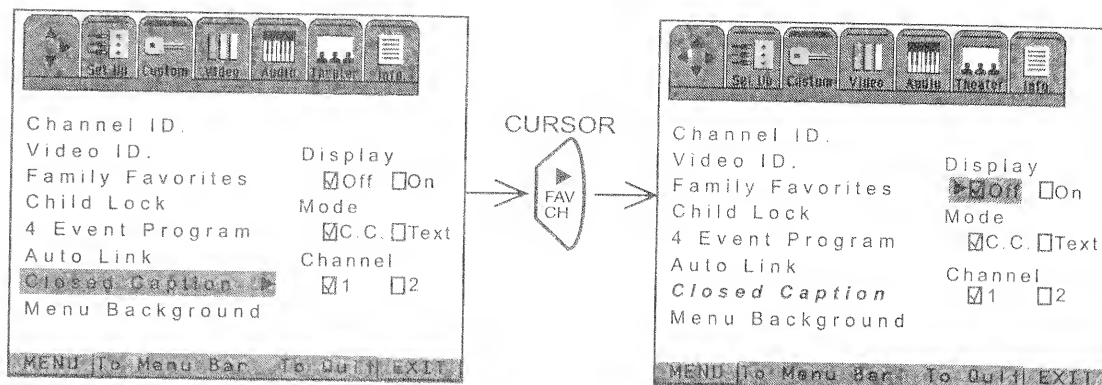 Set Up Custom Video Audio Theater Info
Channel ID.
Video ID.
Family Favorites
Child Lock
4 Event Program
Auto Link
Closed Caption
Menu Background
Display
Off On
Mode
C.C. Text
Channel
1 2
MENU To Menu Bar To Quit EXIT
CURSOR
FAV
CH
Set Up Custom Video Audio Theater Info
Channel ID.
Video ID.
Family Favorites
Child Lock
4 Event Program
Auto Link
Closed Caption
Menu Background
Display
Off On
Mode
C.C. Text
Channel
1 2
MENU To Menu Bar To Quit EXIT